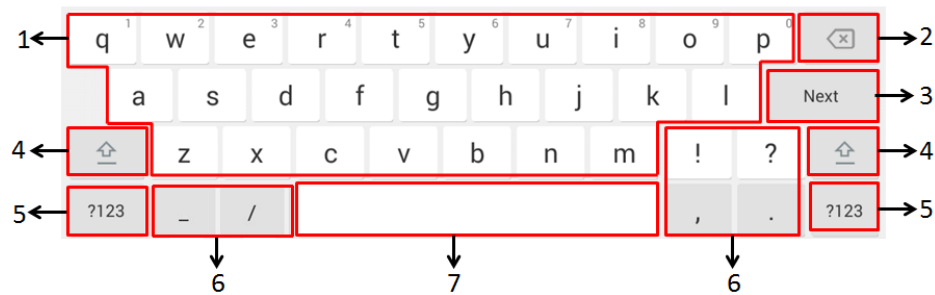 1 2 3 4 5 6 7 8 9 0
1 q w e r t y u i o p 2
a s d f g h j k l Next 3
4 z x c v b n m ! ? 4
5 ?123 _ / , . ?123 5
6 7 6